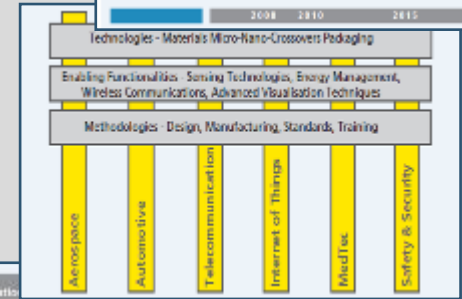 2008 2010 2015
Technologies - Materials Micro-Nano-Crossovers Packaging
Enabling Functionalities - Sensing Technologies, Energy Management,
Wireless Communications, Advanced Visualisation Techniques
Methodologies - Design, Manufacturing, Standards, Training
Aerospace
Automotive
Telecommunication
Internet of Things
MedTec
Safety & Security